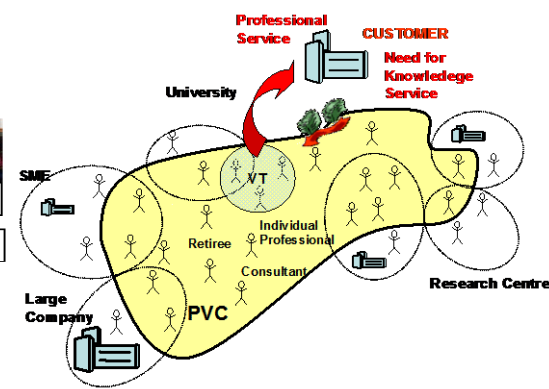 Professional
Service
CUSTOMER
Need for
Knowledege
Service
University
SME
VT
Individual
Professional
Retiree
Consultant
Research Centre
Large
Company
PVC